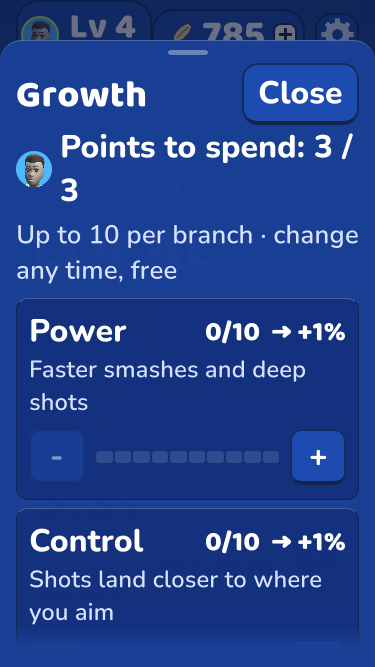 Lv 4
785
Growth
Close
Points to spend: 3 /
3
Up to 10 per branch · change
any time, free
Power
0/10 → +1%
Faster smashes and deep
shots
-
+
Control
0/10 → +1%
Shots land closer to where
you aim